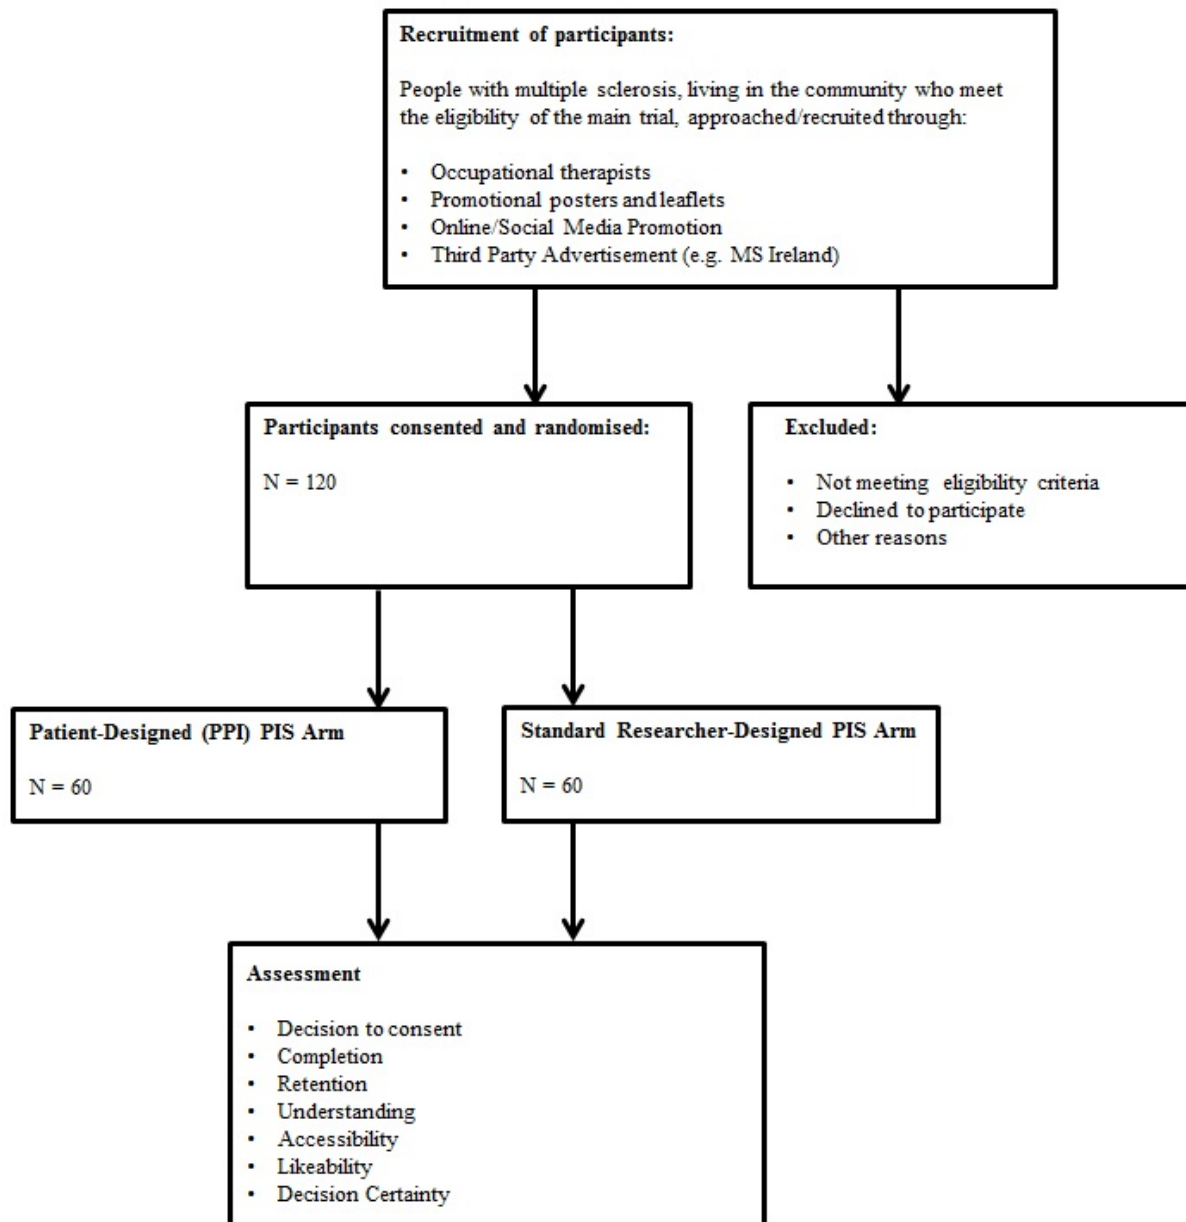 Recruitment of participants:
People with multiple sclerosis, living in the community who meet
the eligibility of the main trial, approached/recruited through:
• Occupational therapists
• Promotional posters and leaflets
• Online/Social Media Promotion
• Third Party Advertisement (e.g. MS Ireland)
Participants consented and randomised:
N = 120
Excluded:
• Not meeting eligibility criteria
• Declined to participate
• Other reasons
Patient-Designed (PPI) PIS Arm
N = 60
Standard Researcher-Designed PIS Arm
N = 60
Assessment
• Decision to consent
• Completion
• Retention
• Understanding
• Accessibility
• Likeability
• Decision Certainty